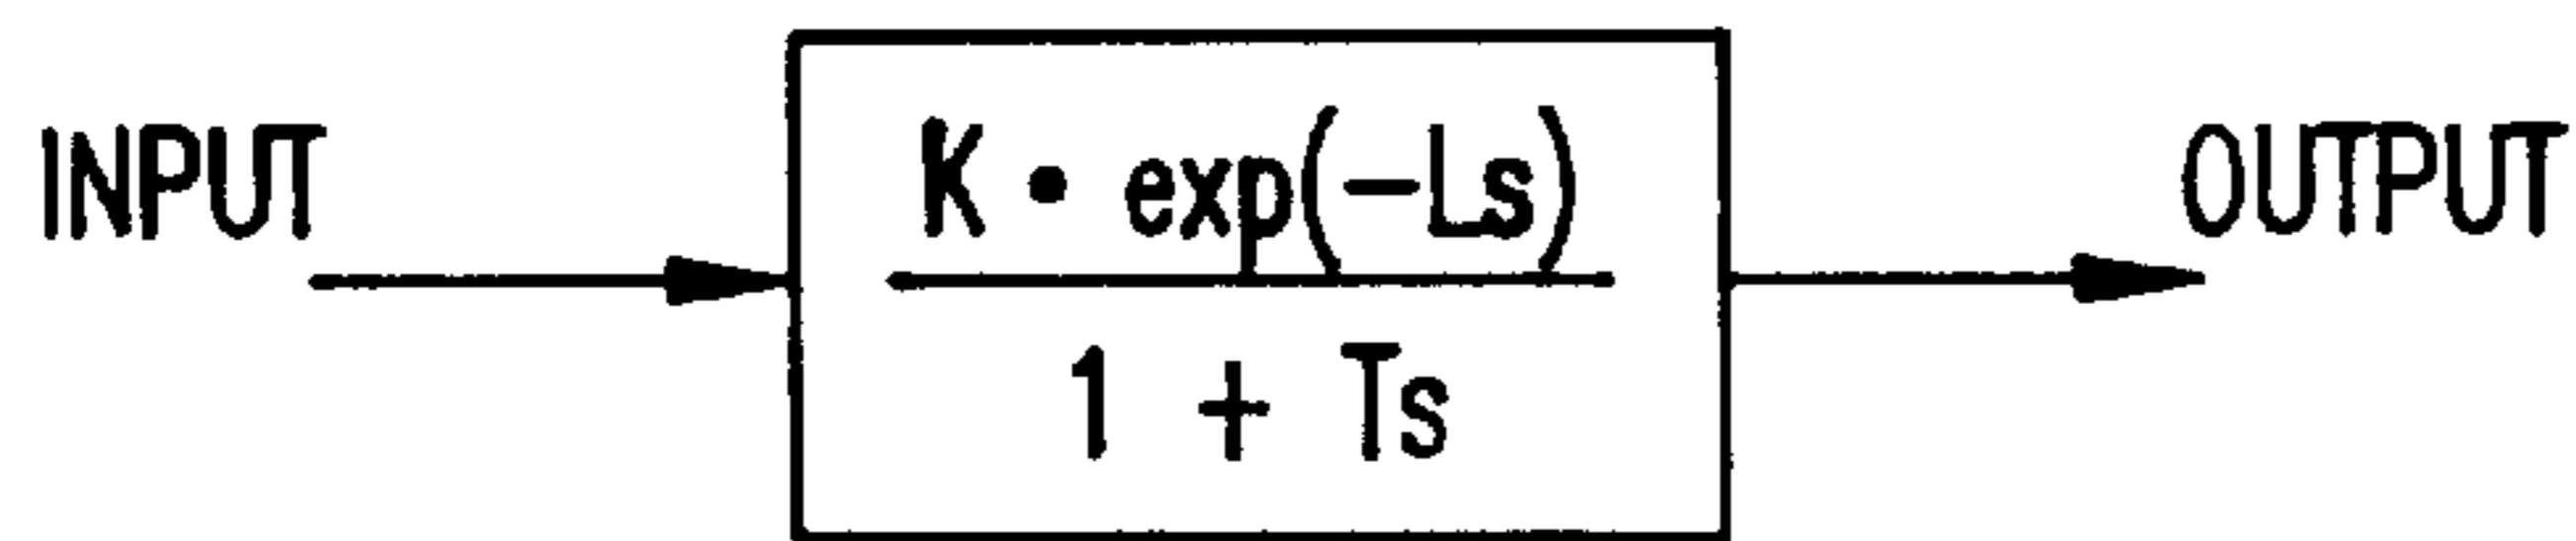 INPUT
K • exp(-Ls)
1 + Ts
OUTPUT